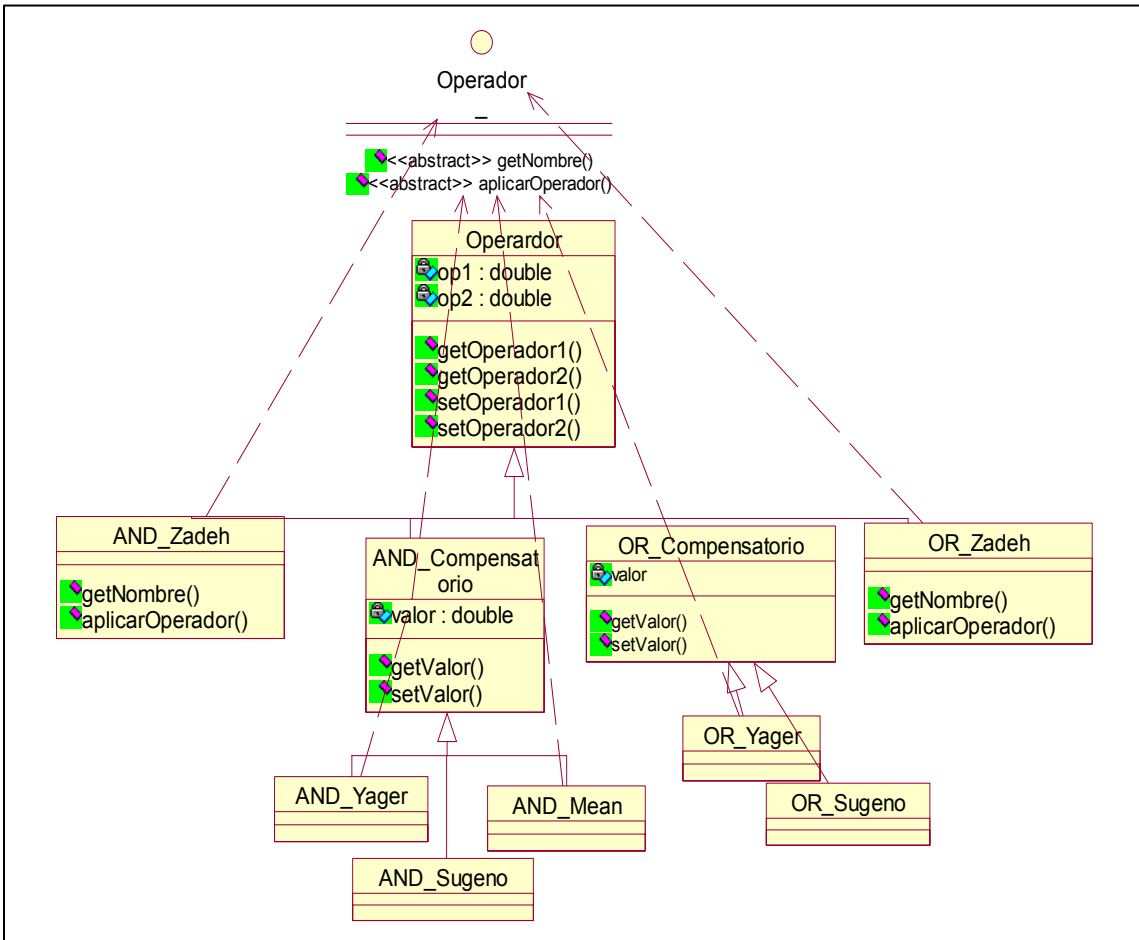 Operador
_
<<abstract>> getNombre()
<<abstract>> aplicarOperador()
Operardor
op1 : double
op2 : double
getOperador1()
getOperador2()
setOperador1()
setOperador2()
AND_Zadeh
getNombre()
aplicarOperador()
AND_Compensat
orio
valor : double
getValor()
setValor()
OR_Compensatorio
valor
getValor()
setValor()
OR_Zadeh
getNombre()
aplicarOperador()
AND_Yager
AND_Sugeno
AND_Mean
OR_Yager
OR_Sugeno